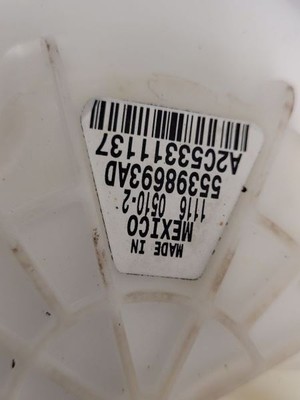 MADE IN
MEXICO
1116 0510-2
55398693AD
A2C53311137